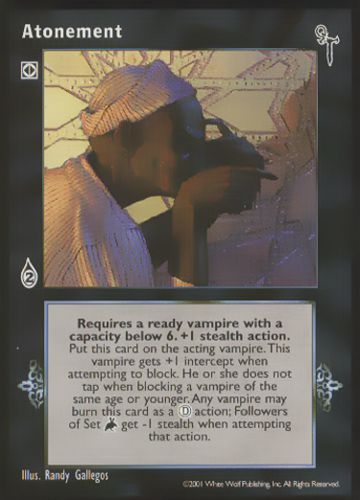 Atonement
2
Requires a ready vampire with a
capacity below 6. +1 stealth action.
Put this card on the acting vampire. This
vampire gets +1 intercept when
attempting to block. He or she does not
tap when blocking a vampire of the
same age or younger. Any vampire may
burn this card as a Ⓓ action; Followers
of Set get -1 stealth when attempting
that action.
Illus. Randy Gallegos
©2001 White Wolf Publishing, Inc. All Rights Reserved.